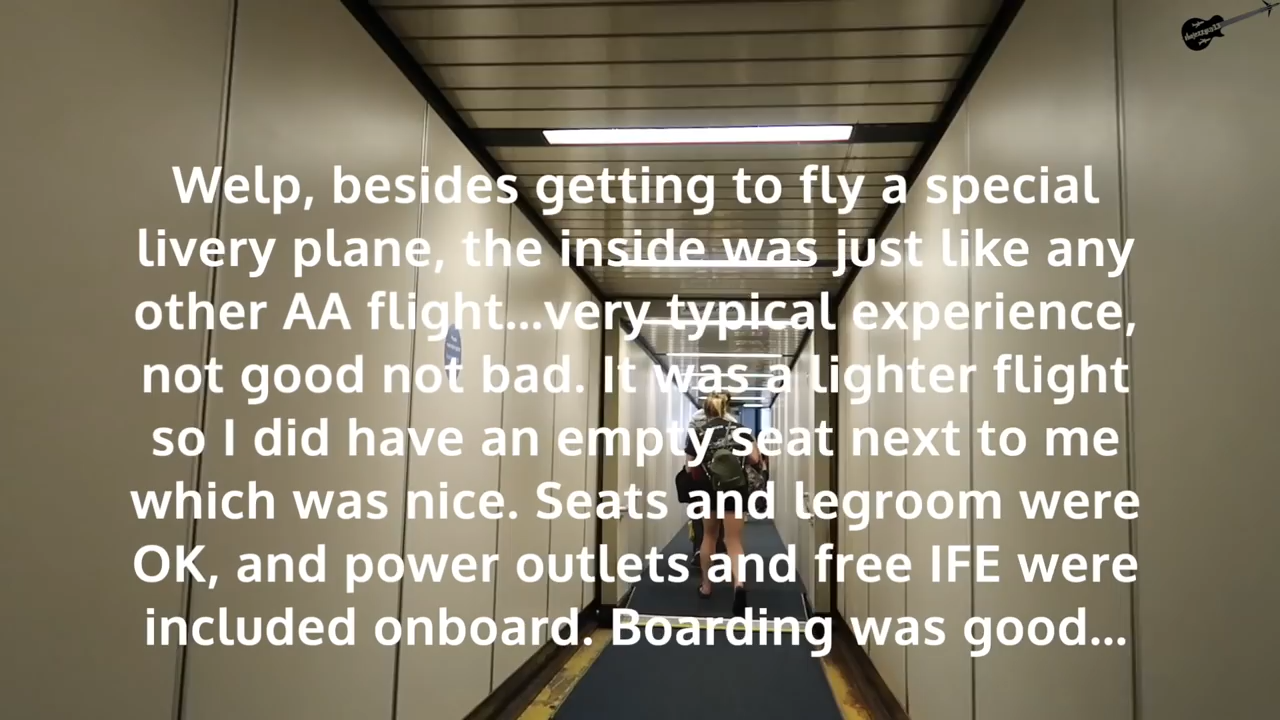 Welp, besides getting to fly a special
livery plane, the inside was just like any
other AA flight...very typical experience,
not good not bad. It was a lighter flight
so I did have an empty seat next to me
which was nice. Seats and legroom were
OK, and power outlets and free IFE were
included onboard. Boarding was good...